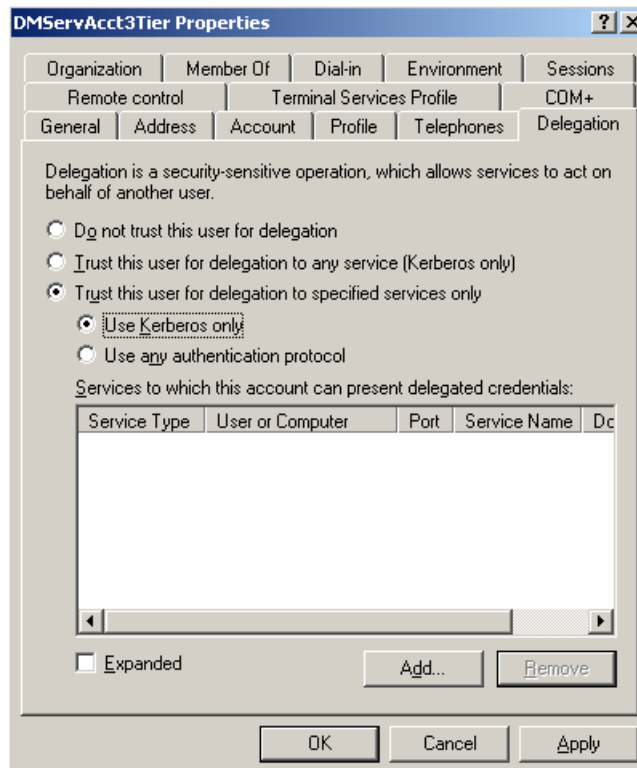 DMServAcct3Tier Properties
Organization Member Of Dial-in Environment Sessions
Remote control Terminal Services Profile COM+
General Address Account Profile Telephones Delegation
Delegation is a security-sensitive operation, which allows services to act on
behalf of another user.
Do not trust this user for delegation
Trust this user for delegation to any service (Kerberos only)
Trust this user for delegation to specified services only
Use Kerberos only
Use any authentication protocol
Services to which this account can present delegated credentials:
Service Type User or Computer Port Service Name Dc
Expanded
Add... Remove
OK Cancel Apply